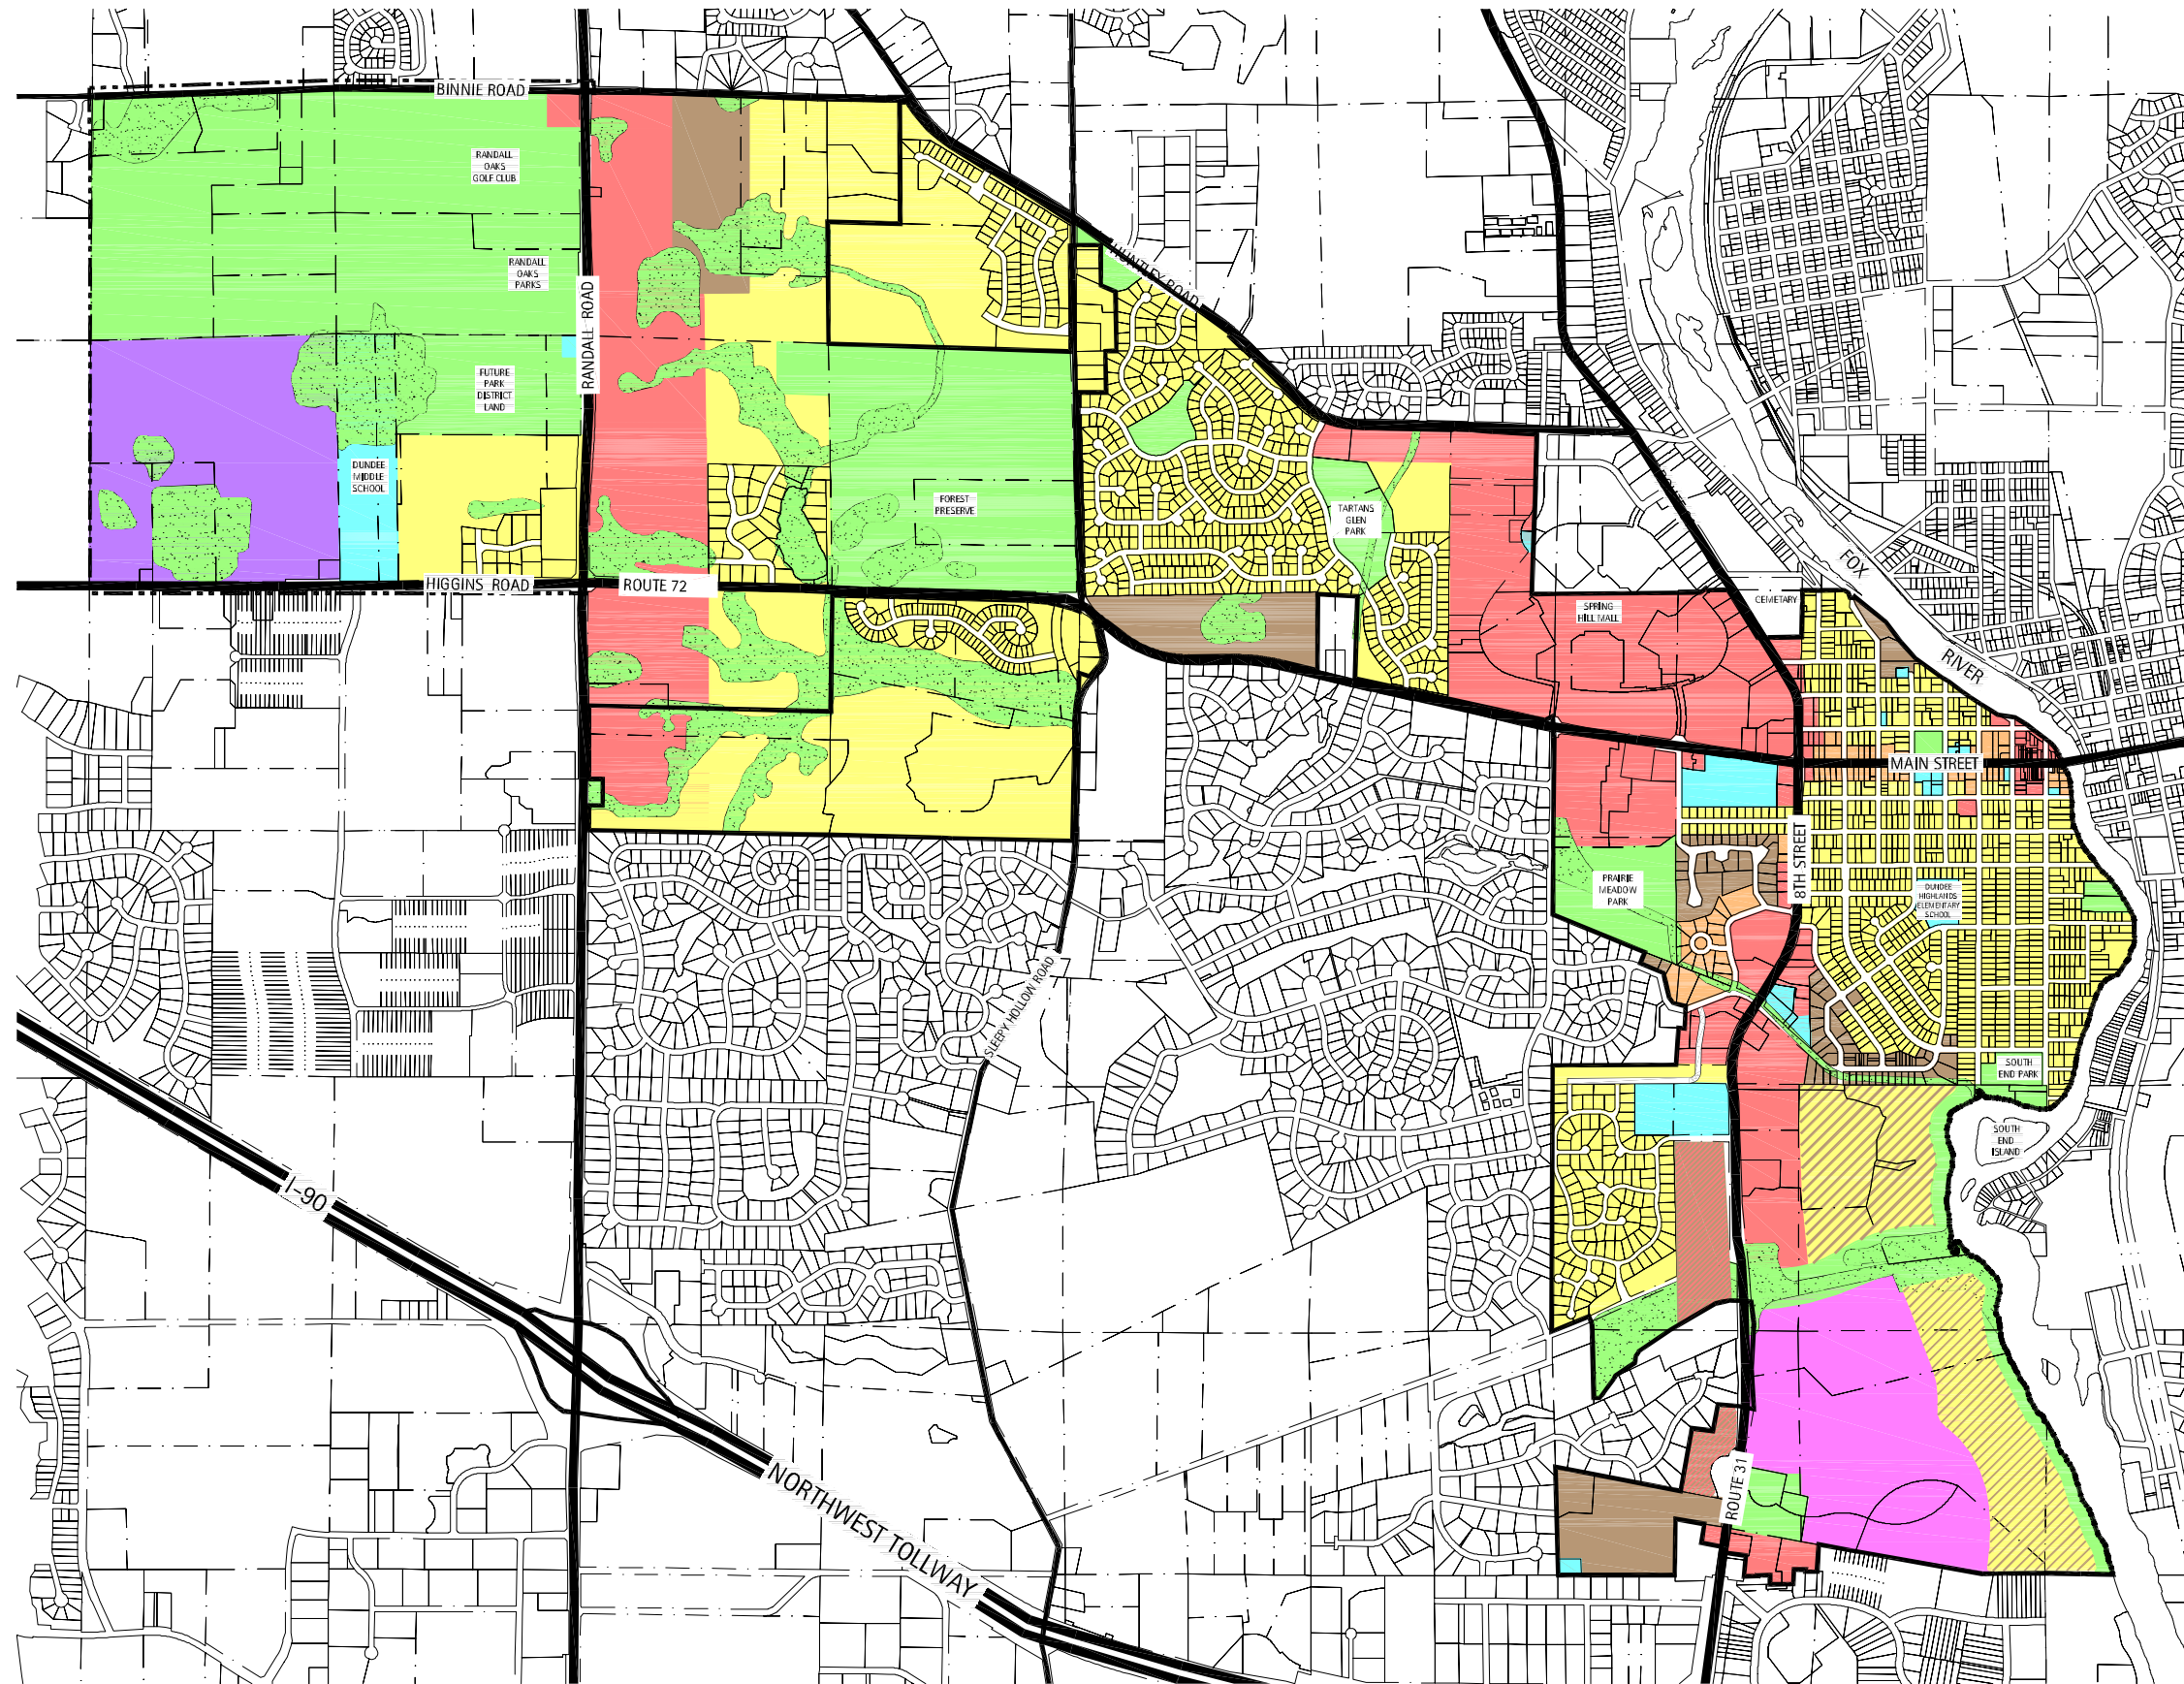 BINNIE ROAD
RANDALL
OAKS
GOLF CLUB
RANDALL
OAKS
PARKS
RANDALL ROAD
HUNTLEY ROAD
FUTURE
PARK
DISTRICT
LAND
DUNDEE
MIDDLE
SCHOOL
FOREST
PRESERVE
TARTANS
GLEN
PARK
HIGGINS ROAD
ROUTE 72
SPRING
HILL MALL
CEMETARY
FOX
RIVER
MAIN STREET
8TH STREET
PRAIRIE
MEADOW
PARK
DUNDEE
HIGHLANDS
ELEMENTARY
SCHOOL
SLEEPY HOLLOW ROAD
SOUTH
END PARK
SOUTH
END
ISLAND
I-90
NORTHWEST TOLLWAY
ROUTE 31